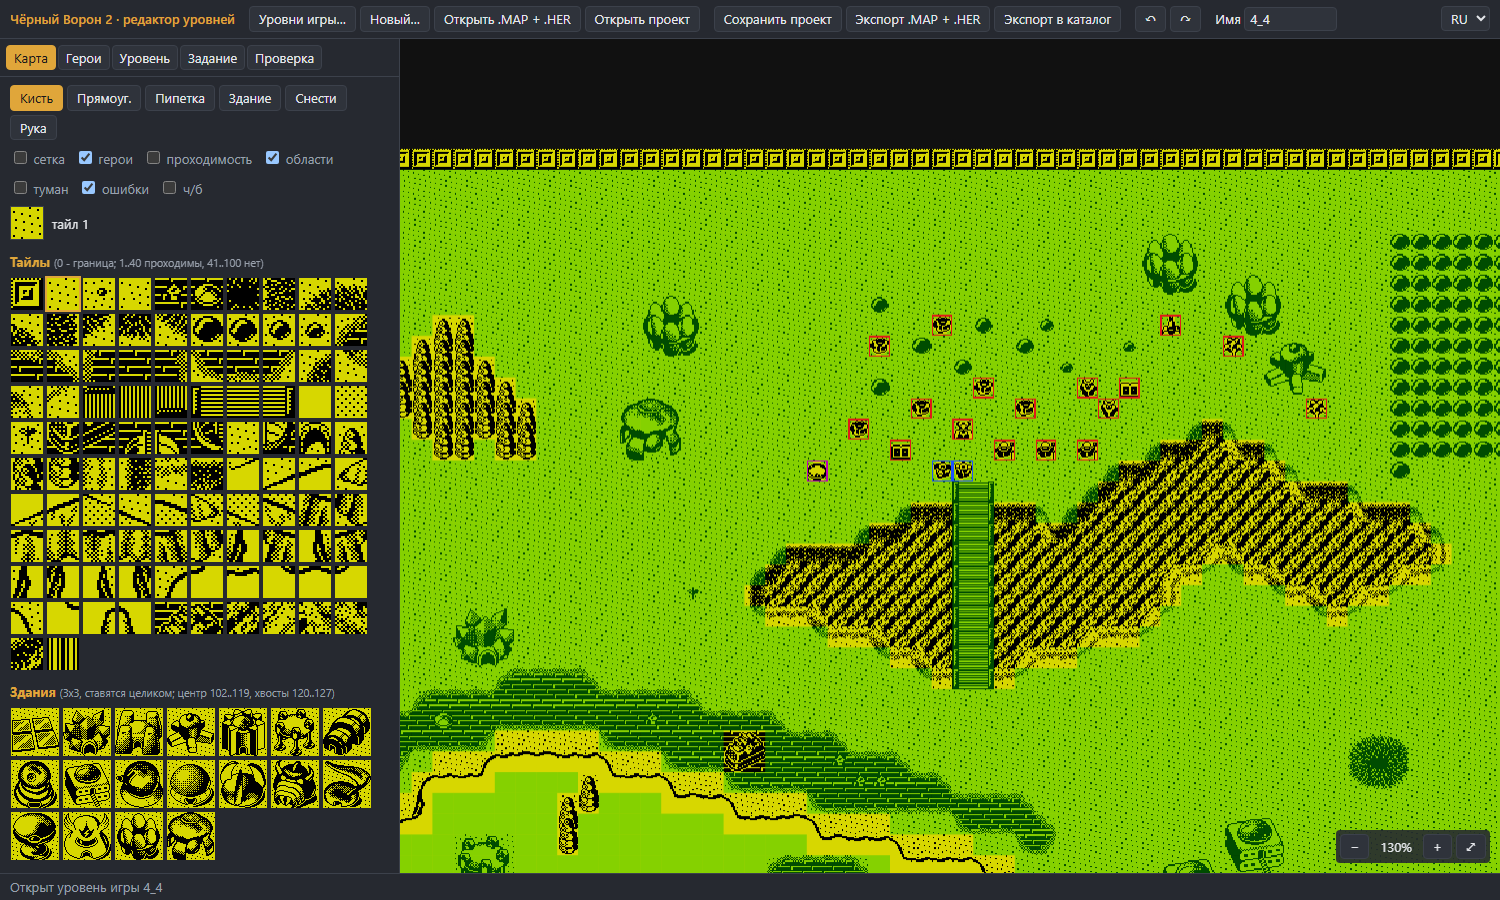 Чёрный Ворон 2 · редактор уровней
Уровни игры...
Новый...
Открыть .MAP + .HER
Открыть проект
Сохранить проект
Экспорт .MAP + .HER
Экспорт в каталог
Имя
4_4
RU
Карта
Герои
Уровень
Задание
Проверка
Кисть
Прямоуг.
Пипетка
Здание
Снести
Рука
сетка
герои
проходимость
области
туман
ошибки
ч/б
тайл 1
Тайлы (0 - граница; 1..40 проходимы, 41..100 нет)
Здания (3x3, ставятся целиком; центр 102..119, хвосты 120..127)
− 130% +
Открыт уровень игры 4_4